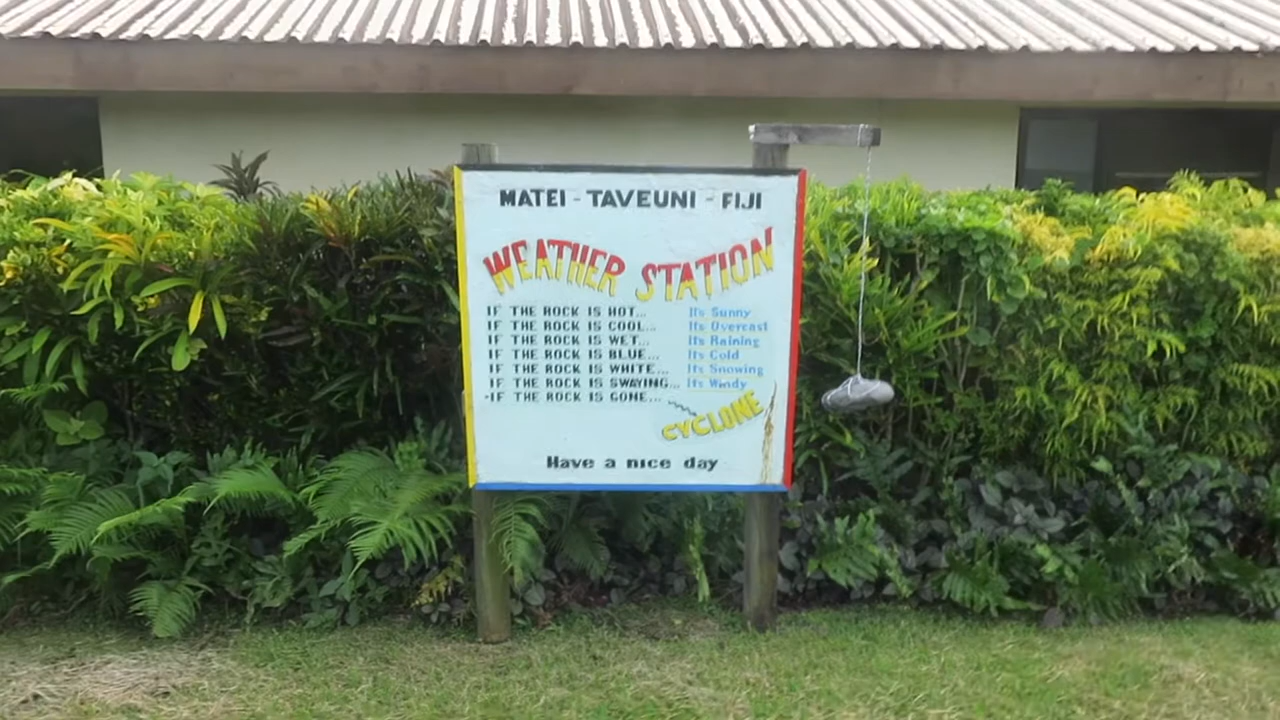 MATEI - TAVEUNI - FIJI
WEATHER STATION
IF THE ROCK IS HOT... It's Sunny
IF THE ROCK IS COOL... It's Overcast
IF THE ROCK IS WET... It's Raining
IF THE ROCK IS BLUE... It's Cold
IF THE ROCK IS WHITE... It's Snowing
IF THE ROCK IS SWAYING... It's Windy
-IF THE ROCK IS GONE... CYCLONE
Have a nice day